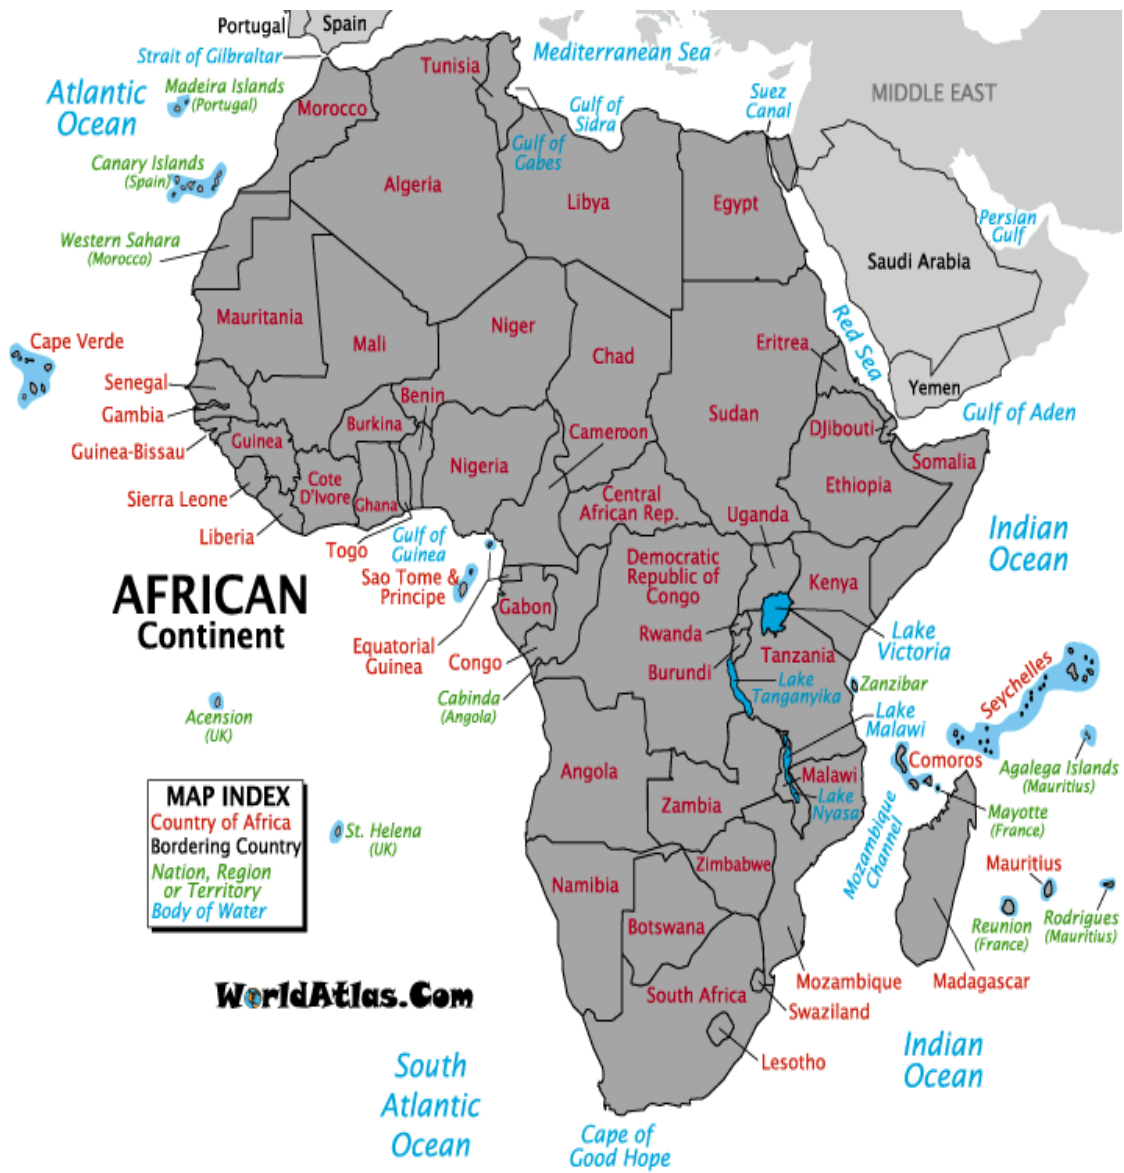 Portugal
Spain
Strait of Gilbraltar
Mediterranean Sea
Atlantic
Ocean
Madeira Islands
(Portugal)
Tunisia
Morocco
Gulf of
Sidra
Suez
Canal
MIDDLE EAST
Gulf of
Gabes
Canary Islands
(Spain)
Algeria
Libya
Egypt
Persian
Gulf
Western Sahara
(Morocco)
Saudi Arabia
Mauritania
Mali
Niger
Chad
Eritrea
Red Sea
Cape Verde
Senegal
Gambia
Guinea-Bissau
Benin
Burkina
Cameroon
Sudan
Yemen
Gulf of Aden
DJibouti
Somalia
Guinea
Nigeria
Ethiopia
Sierra Leone
Cote
D'Ivore
Ghana
Central
African Rep.
Uganda
Liberia
Togo
Gulf of
Guinea
Indian
Ocean
Sao Tome &
Principe
Democratic
Republic of
Congo
Kenya
AFRICAN
Continent
Gabon
Equatorial
Guinea
Congo
Rwanda
Burundi
Tanzania
Lake
Victoria
Cabinda
(Angola)
Lake
Tanganyika
Zanzibar
Seychelles
Acension
(UK)
Lake
Malawi
Angola
Malawi
Comoros
Agalega Islands
(Mauritius)
Zambia
Lake
Nyasa
Mayotte
(France)
MAP INDEX
Country of Africa
Bordering Country
Nation, Region
or Territory
Body of Water
St. Helena
(UK)
Mozambique
Channel
Zimbabwe
Mauritius
Namibia
Botswana
Reunion
(France)
Rodrigues
(Mauritius)
WorldAtlas.Com
South Africa
Mozambique
Madagascar
Swaziland
Lesotho
South
Atlantic
Ocean
Indian
Ocean
Cape of
Good Hope